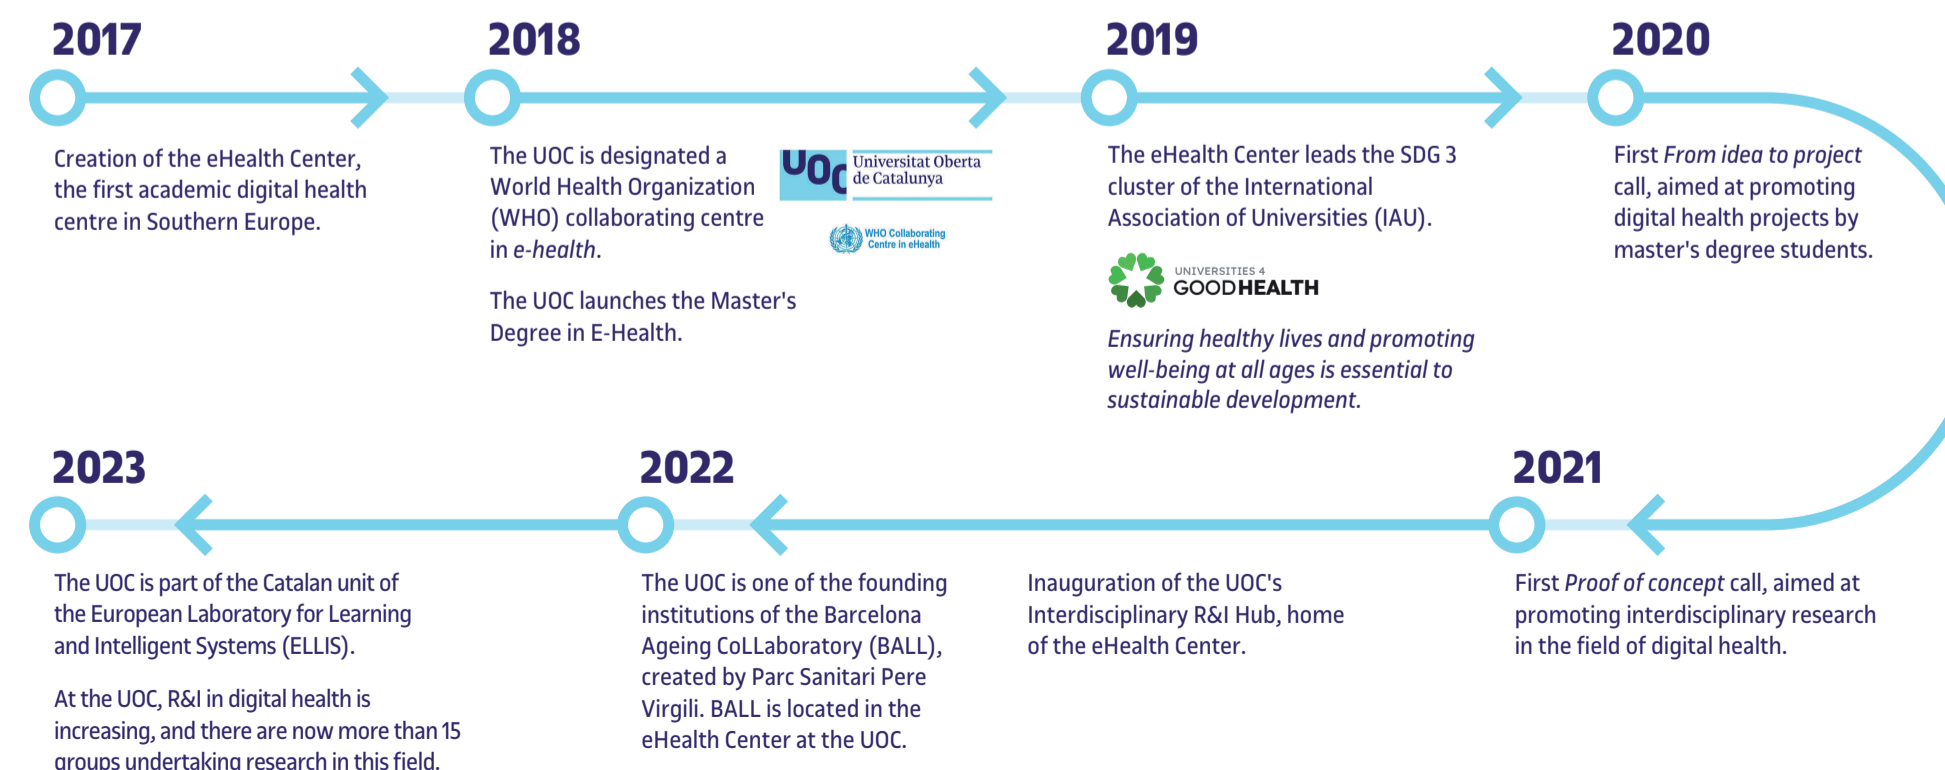 2017
Creation of the eHealth Center,
the first academic digital health
centre in Southern Europe.
2018
The UOC is designated a
World Health Organization
(WHO) collaborating centre
in e-health.
The UOC launches the Master's
Degree in E-Health.
UOC
Universitat Oberta
de Catalunya
WHO Collaborating
Centre in eHealth
2019
The eHealth Center leads the SDG 3
cluster of the International
Association of Universities (IAU).
UNIVERSITIES 4
GOODHEALTH
Ensuring healthy lives and promoting
well-being at all ages is essential to
sustainable development.
2020
First From idea to project
call, aimed at promoting
digital health projects by
master's degree students.
2021
First Proof of concept call, aimed at
promoting interdisciplinary research
in the field of digital health.
2022
Inauguration of the UOC's
Interdisciplinary R&I Hub, home
of the eHealth Center.
The UOC is one of the founding
institutions of the Barcelona
Ageing CoLLaboratory (BALL),
created by Parc Sanitari Pere
Virgili. BALL is located in the
eHealth Center at the UOC.
2023
The UOC is part of the Catalan unit of
the European Laboratory for Learning
and Intelligent Systems (ELLIS).
At the UOC, R&I in digital health is
increasing, and there are now more than 15
groups undertaking research in this field.